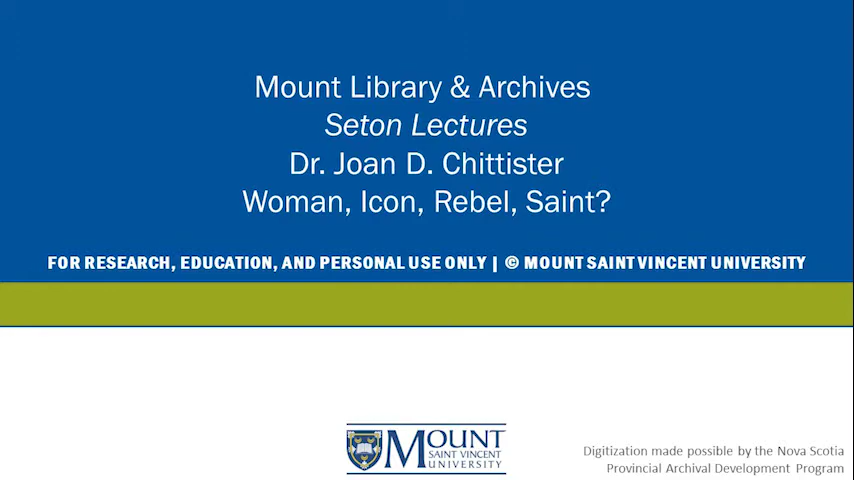 Mount Library & Archives
Seton Lectures
Dr. Joan D. Chittister
Woman, Icon, Rebel, Saint?
FOR RESEARCH, EDUCATION, AND PERSONAL USE ONLY | © MOUNT SAINT VINCENT UNIVERSITY
MOUNT
SAINT VINCENT
UNIVERSITY
Digitization made possible by the Nova Scotia
Provincial Archival Development Program